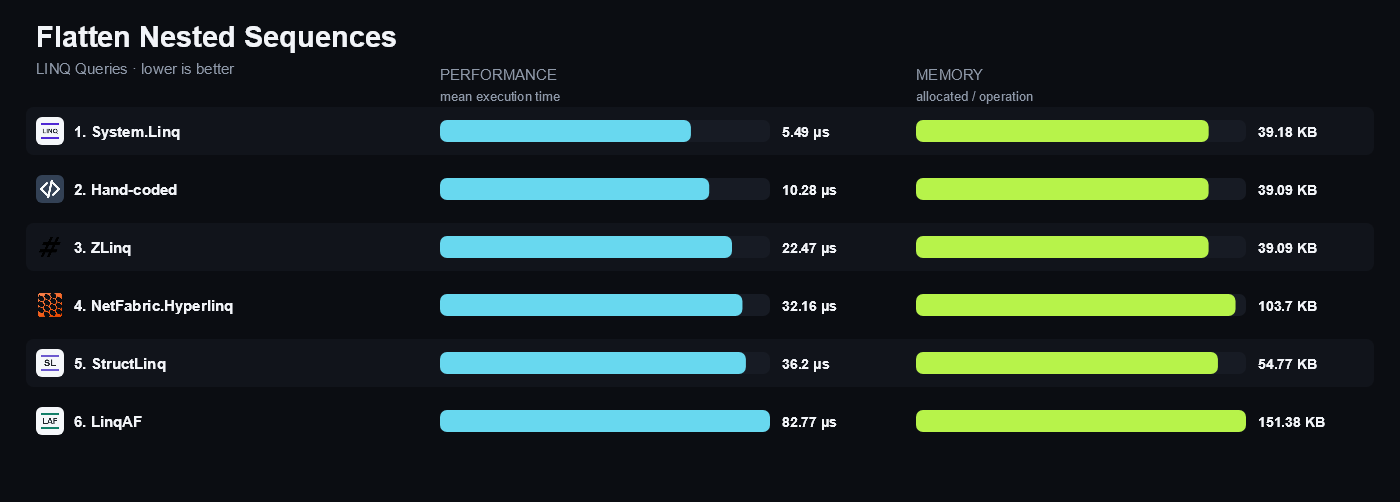 Flatten Nested Sequences
LINQ Queries · lower is better
PERFORMANCE
mean execution time
MEMORY
allocated / operation
LINQ 1. System.Linq 5.49 µs 39.18 KB
</> 2. Hand-coded 10.28 µs 39.09 KB
# 3. ZLinq 22.47 µs 39.09 KB
4. NetFabric.Hyperlinq 32.16 µs 103.7 KB
SL 5. StructLinq 36.2 µs 54.77 KB
LAF 6. LinqAF 82.77 µs 151.38 KB